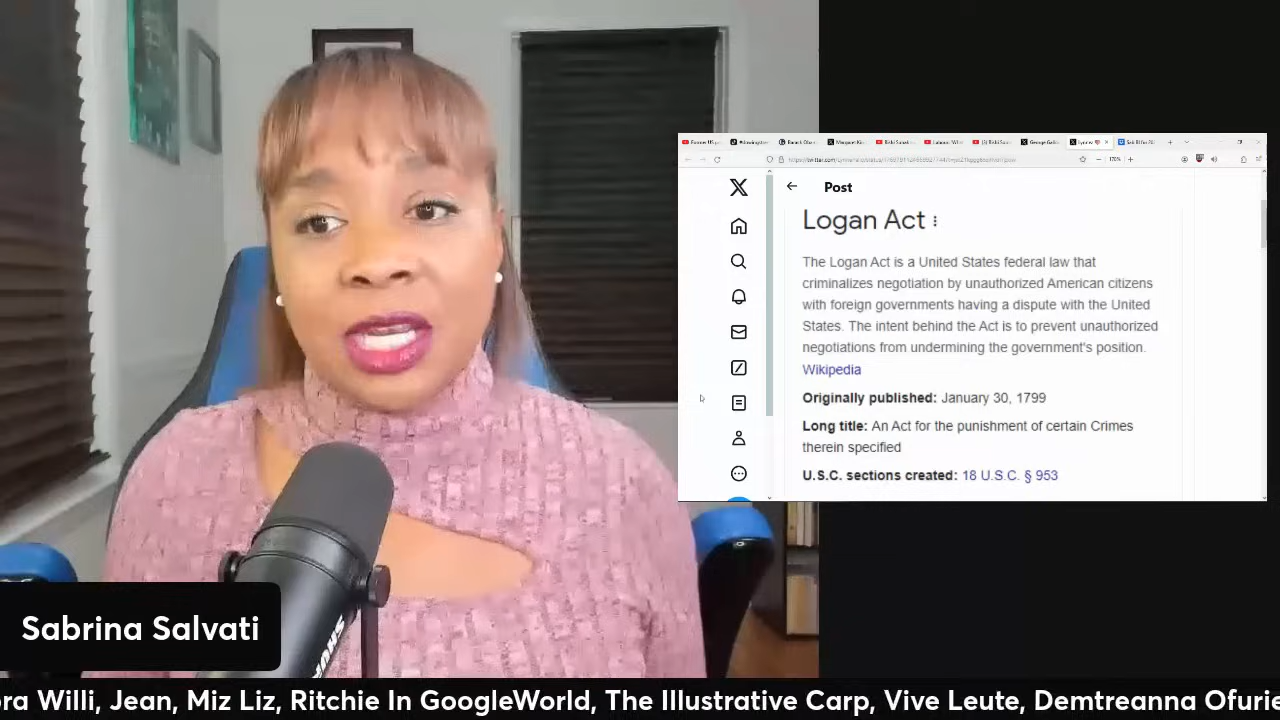 Post
Logan Act
The Logan Act is a United States federal law that
criminalizes negotiation by unauthorized American citizens
with foreign governments having a dispute with the United
States. The intent behind the Act is to prevent unauthorized
negotiations from undermining the government's position.
Wikipedia
Originally published: January 30, 1799
Long title: An Act for the punishment of certain Crimes
therein specified
U.S.C. sections created: 18 U.S.C. § 953
SHURE
Sabrina Salvati
Willi, Jean, Miz Liz, Ritchie In GoogleWorld, The Illustrative Carp, Vive Leute, Demtreanna